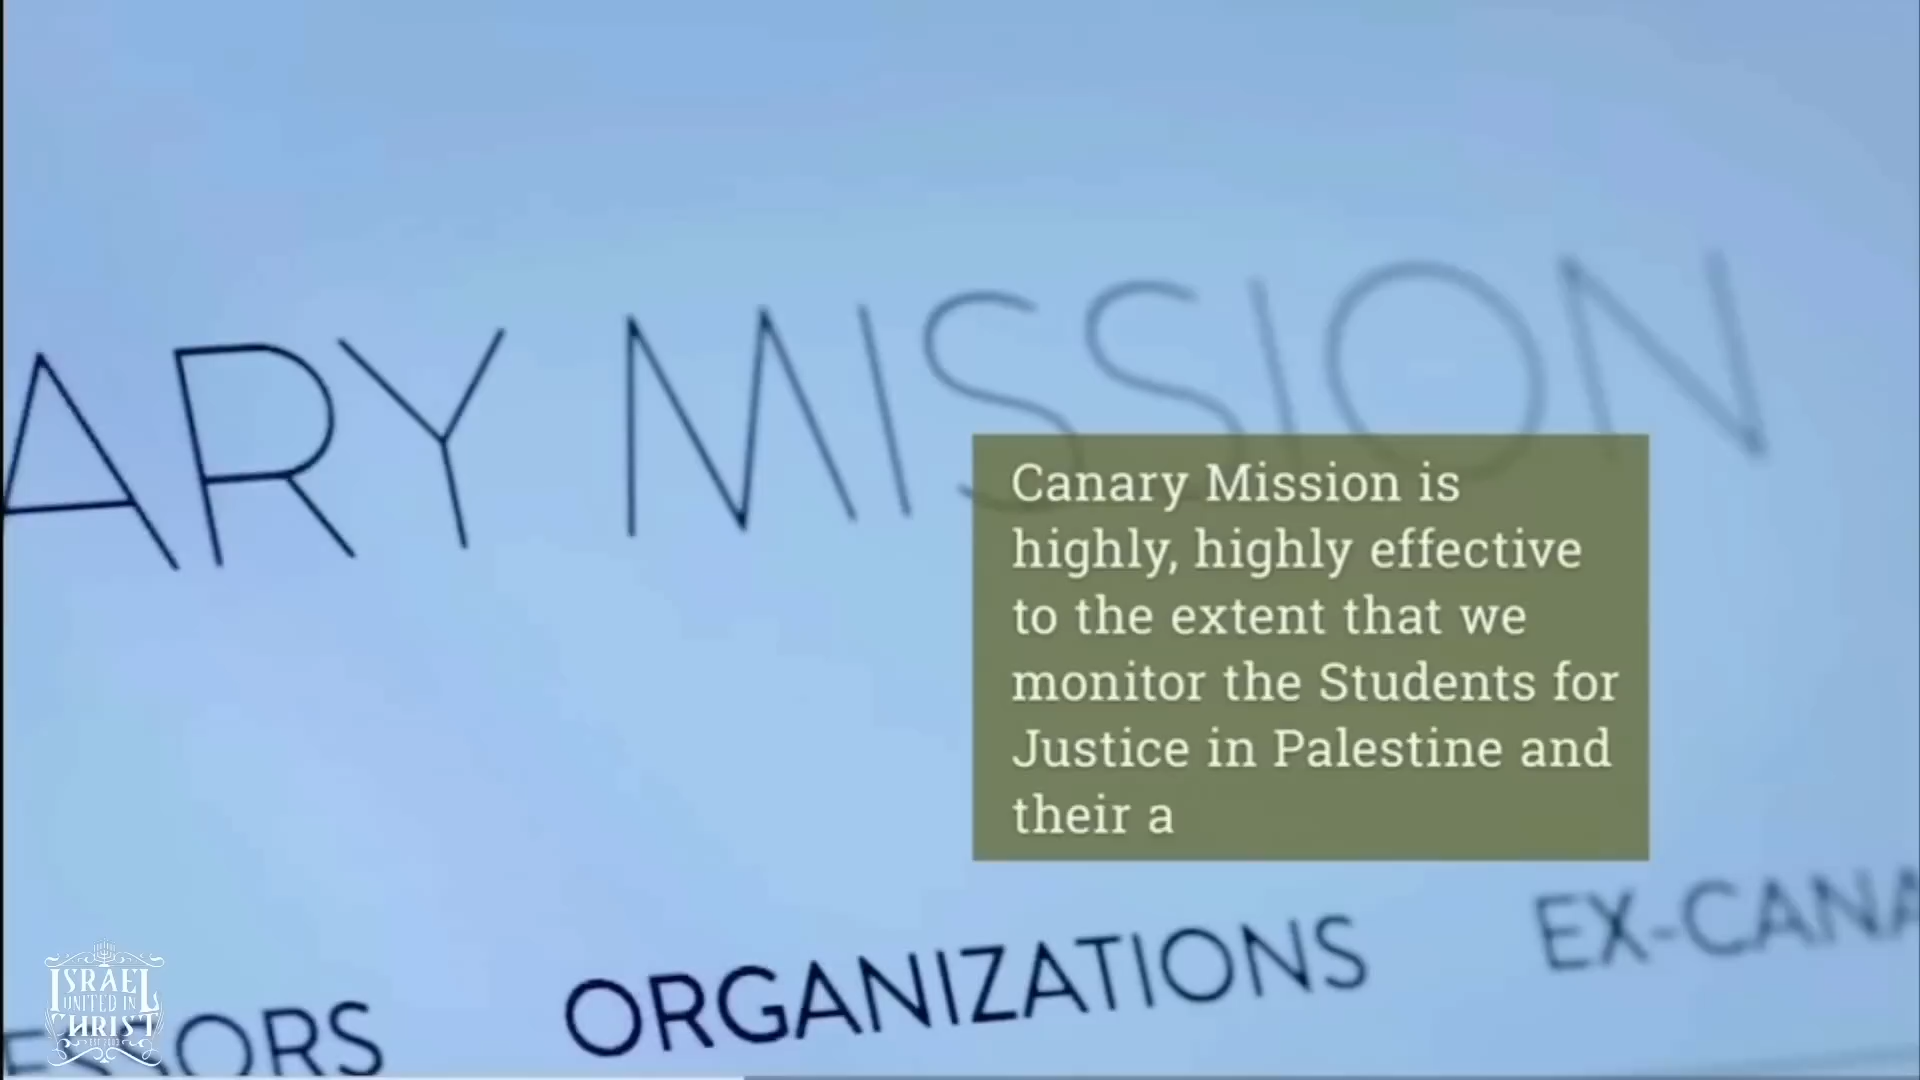 ARY MISSION
Canary Mission is
highly, highly effective
to the extent that we
monitor the Students for
Justice in Palestine and
their a
ORS
ORGANIZATIONS
EX-CANA
ISRAEL
UNITED IN
CHRIST